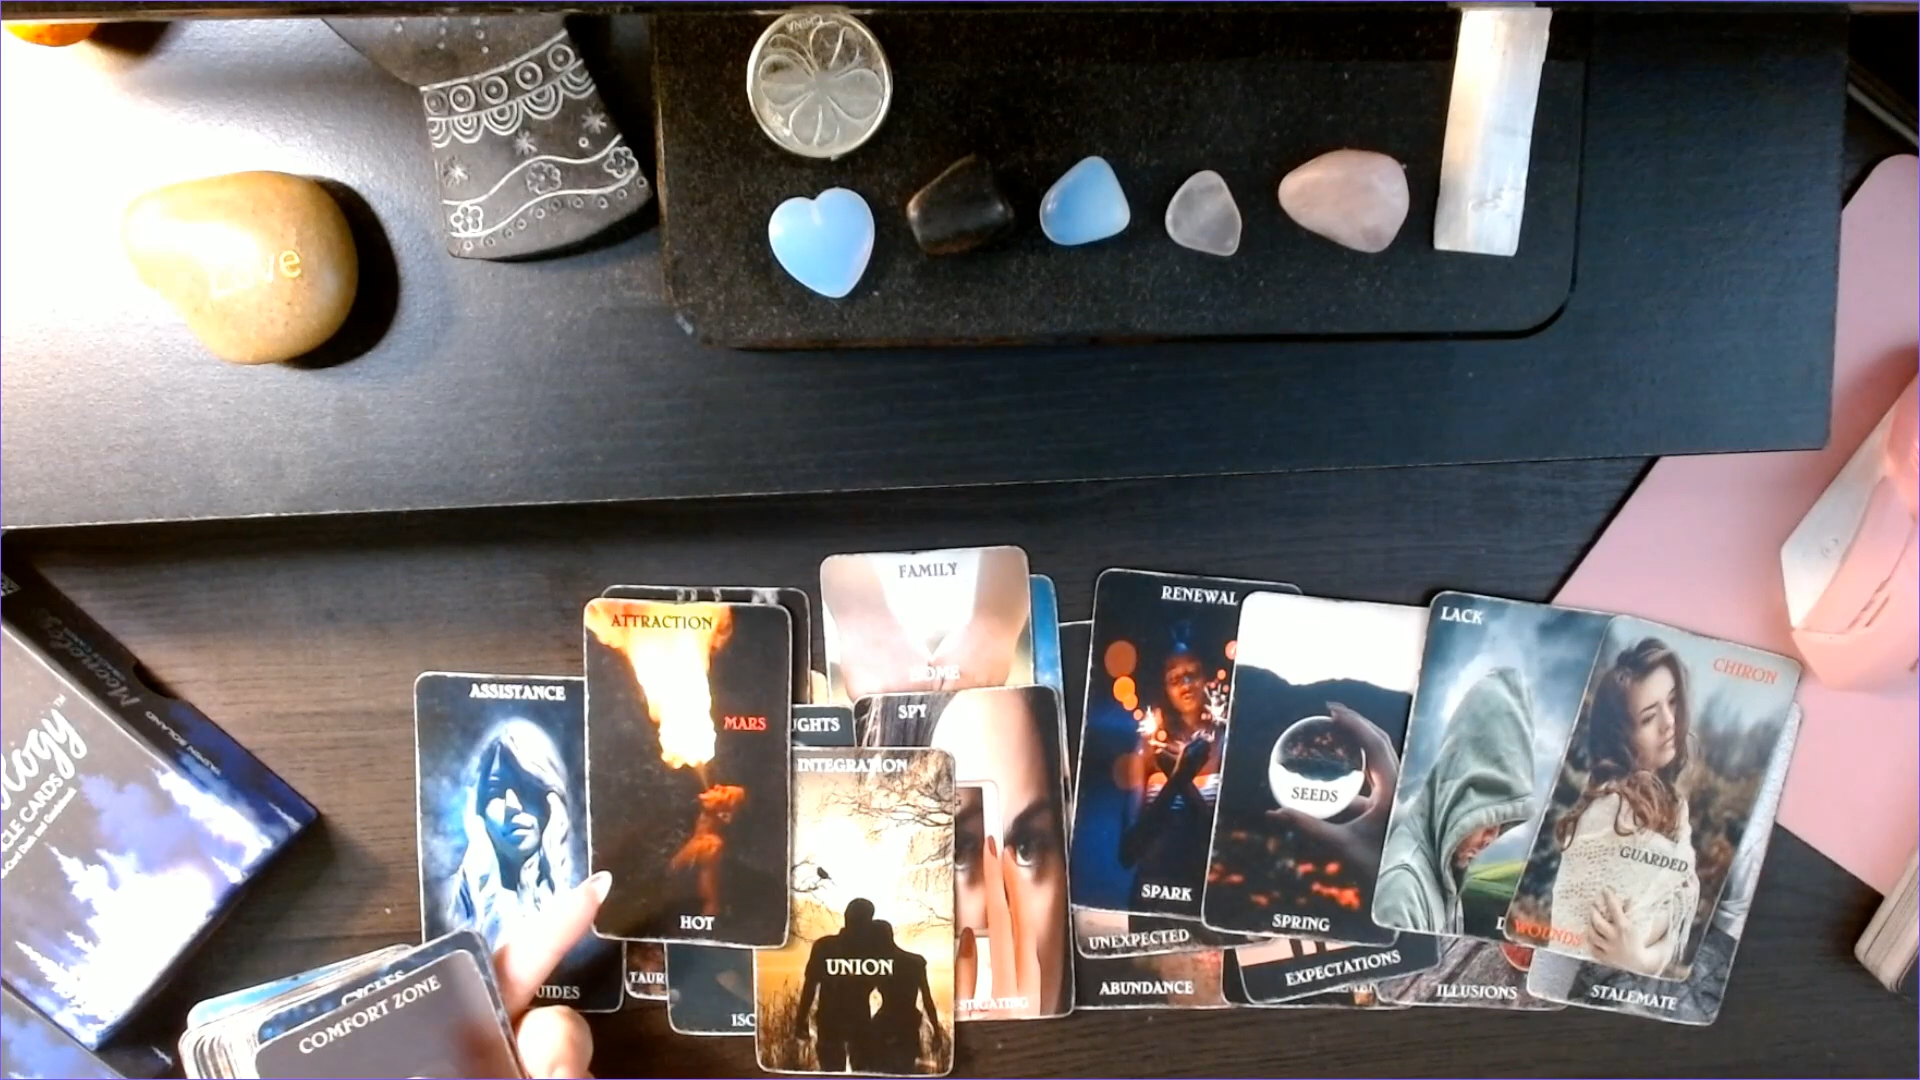 CHINA
Love
FAMILY
HOME
RENEWAL
SPARK
LACK
CHIRON
GUARDED
WOUNDS
ATTRACTION
MARS
HOT
ASSISTANCE
SPY
INTEGRATION
UNION
SEEDS
SPRING
UNEXPECTED
ABUNDANCE
EXPECTATIONS
ILLUSIONS
STALEMATE
CYCLES
COMFORT ZONE